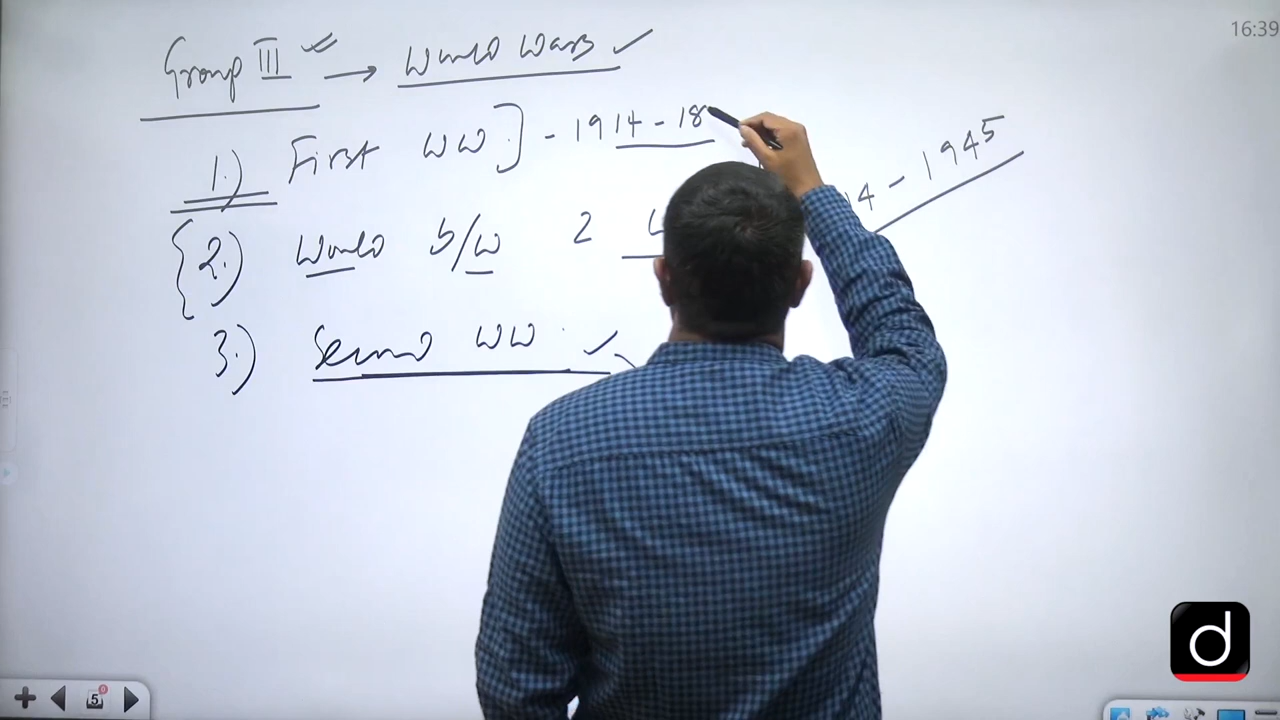 16:39
Group III → World Wars ✓
1.) First WW] - 1914 - 18
14 - 1945
{2.) World b/w 2
3.) Second WW ✓
5
d